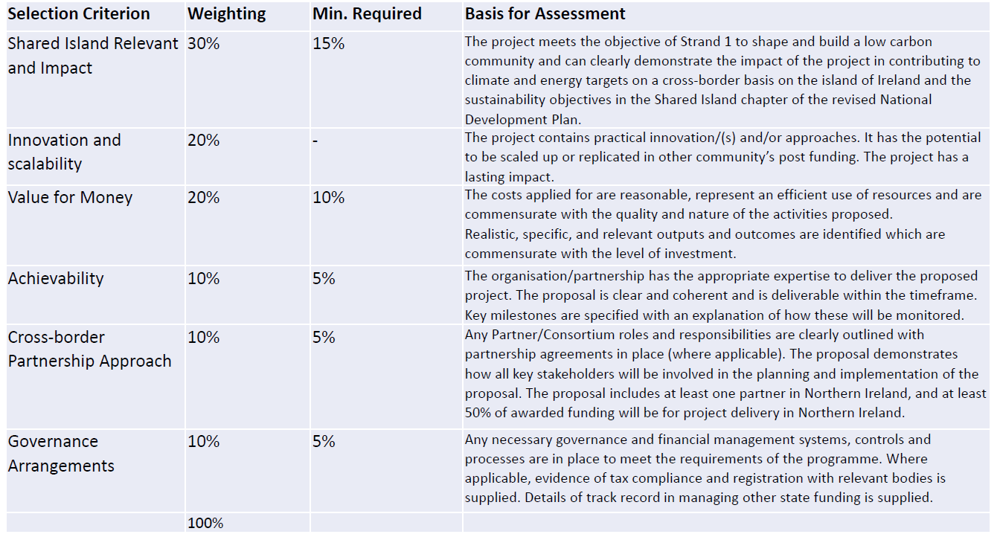 Selection Criterion Weighting Min. Required Basis for Assessment
Shared Island Relevant 30% 15% The project meets the objective of Strand 1 to shape and build a low carbon
and Impact community and can clearly demonstrate the impact of the project in contributing to
climate and energy targets on a cross-border basis on the island of Ireland and the
sustainability objectives in the Shared Island chapter of the revised National
Development Plan.
Innovation and 20% - The project contains practical innovation/(s) and/or approaches. It has the potential
scalability to be scaled up or replicated in other community’s post funding. The project has a
lasting impact.
Value for Money 20% 10% The costs applied for are reasonable, represent an efficient use of resources and are
commensurate with the quality and nature of the activities proposed.
Realistic, specific, and relevant outputs and outcomes are identified which are
commensurate with the level of investment.
Achievability 10% 5% The organisation/partnership has the appropriate expertise to deliver the proposed
project. The proposal is clear and coherent and is deliverable within the timeframe.
Key milestones are specified with an explanation of how these will be monitored.
Cross-border 10% 5% Any Partner/Consortium roles and responsibilities are clearly outlined with
Partnership Approach partnership agreements in place (where applicable). The proposal demonstrates
how all key stakeholders will be involved in the planning and implementation of the
proposal. The proposal includes at least one partner in Northern Ireland, and at least
50% of awarded funding will be for project delivery in Northern Ireland.
Governance 10% 5% Any necessary governance and financial management systems, controls and
Arrangements processes are in place to meet the requirements of the programme. Where
applicable, evidence of tax compliance and registration with relevant bodies is
supplied. Details of track record in managing other state funding is supplied.
100%